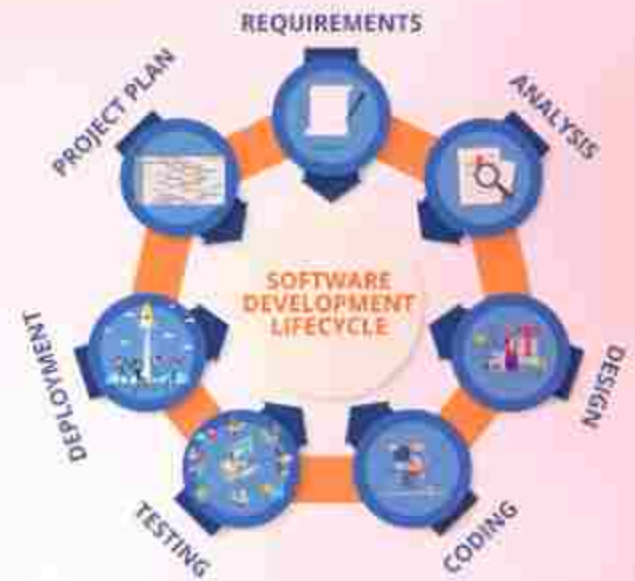 REQUIREMENTS
ANALYSIS
DESIGN
CODING
TESTING
DEPLOYMENT
PROJECT PLAN
SOFTWARE
DEVELOPMENT
LIFECYCLE